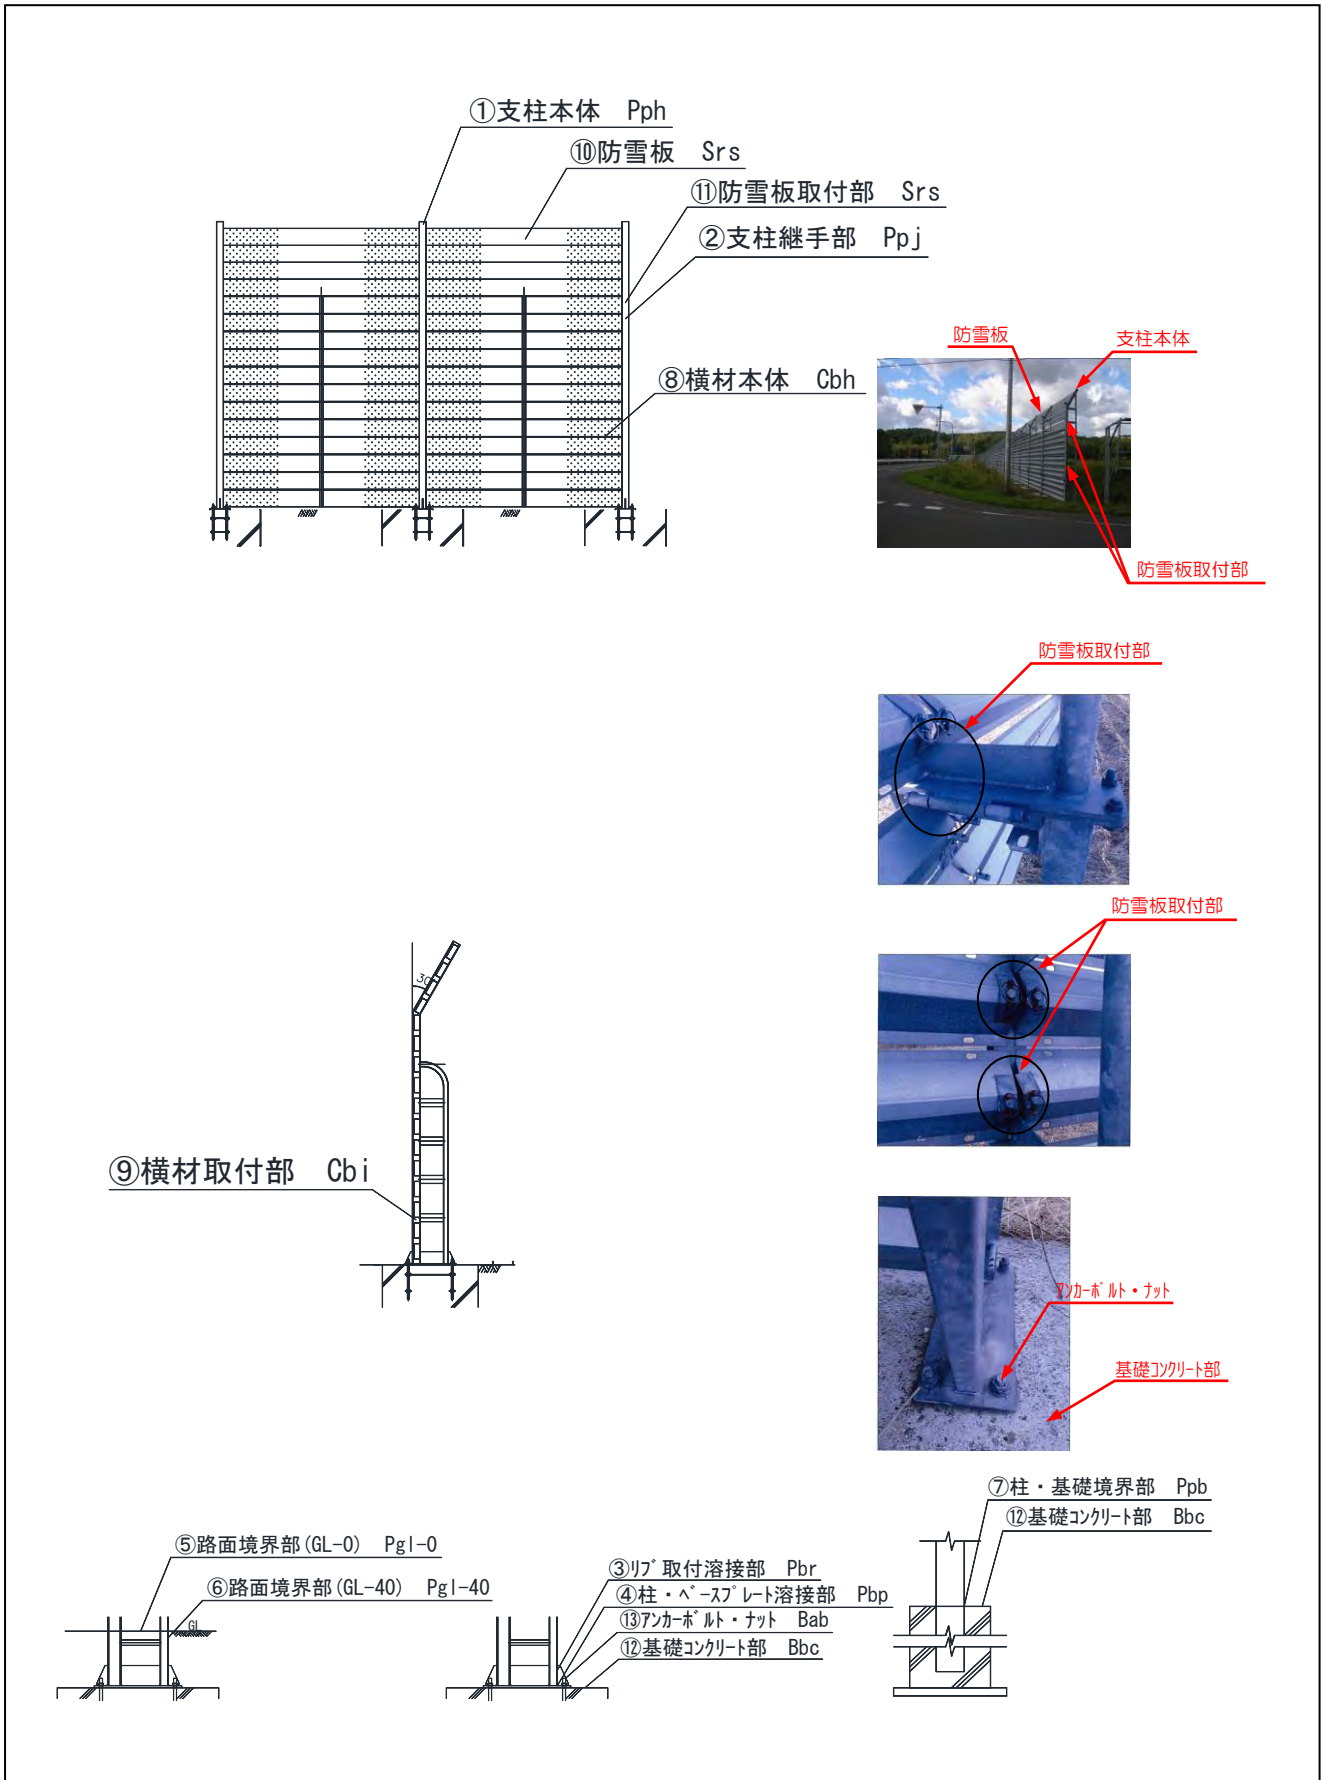 ①支柱本体　Pph
⑩防雪板　Srs
⑪防雪板取付部　Srs
②支柱継手部　Ppj
⑧横材本体　Cbh
防雪板
支柱本体
防雪板取付部
防雪板取付部
防雪板取付部
30
⑨横材取付部　Cbi
アンカーボルト・ナット
基礎コンクリート部
⑦柱・基礎境界部　Ppb
⑫基礎コンクリート部　Bbc
⑤路面境界部(GL-0)　Pgl-0
⑥路面境界部(GL-40)　Pgl-40
GL
③リブ取付溶接部　Pbr
④柱・ベースプレート溶接部　Pbp
⑬アンカーボルト・ナット　Bab
⑫基礎コンクリート部　Bbc